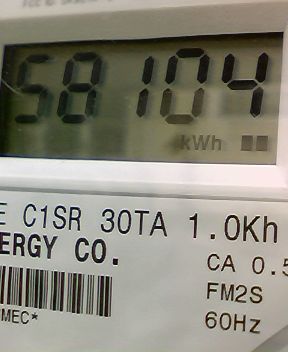 58104
kWh
E C1SR 30TA 1.0Kh
ERGY CO.
CA 0.5
FM2S
MEC*
60Hz